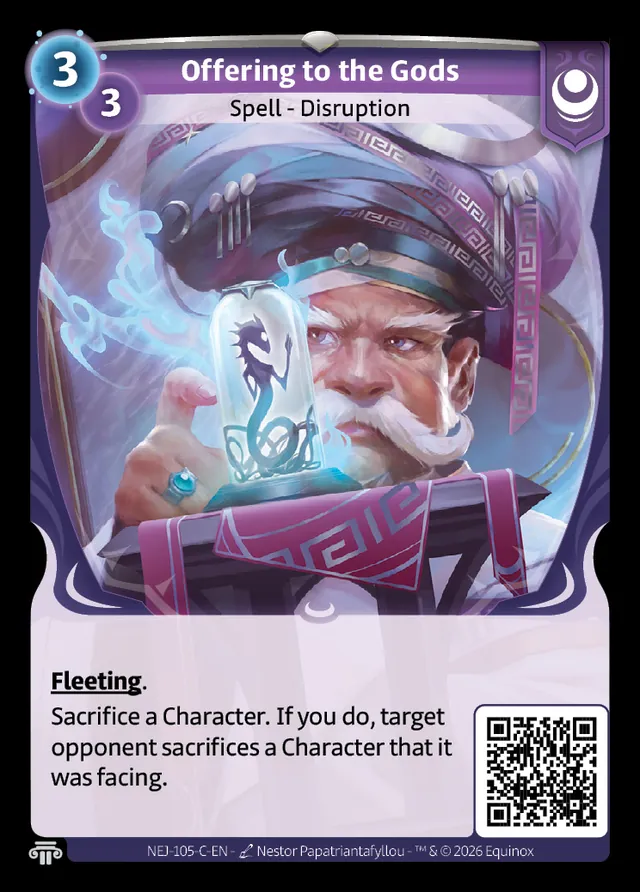 3
3
Offering to the Gods
Spell - Disruption
Fleeting.
Sacrifice a Character. If you do, target
opponent sacrifices a Character that it
was facing.
NEJ-105-C-EN - Nestor Papatriantafyllou - ™ & © 2026 Equinox